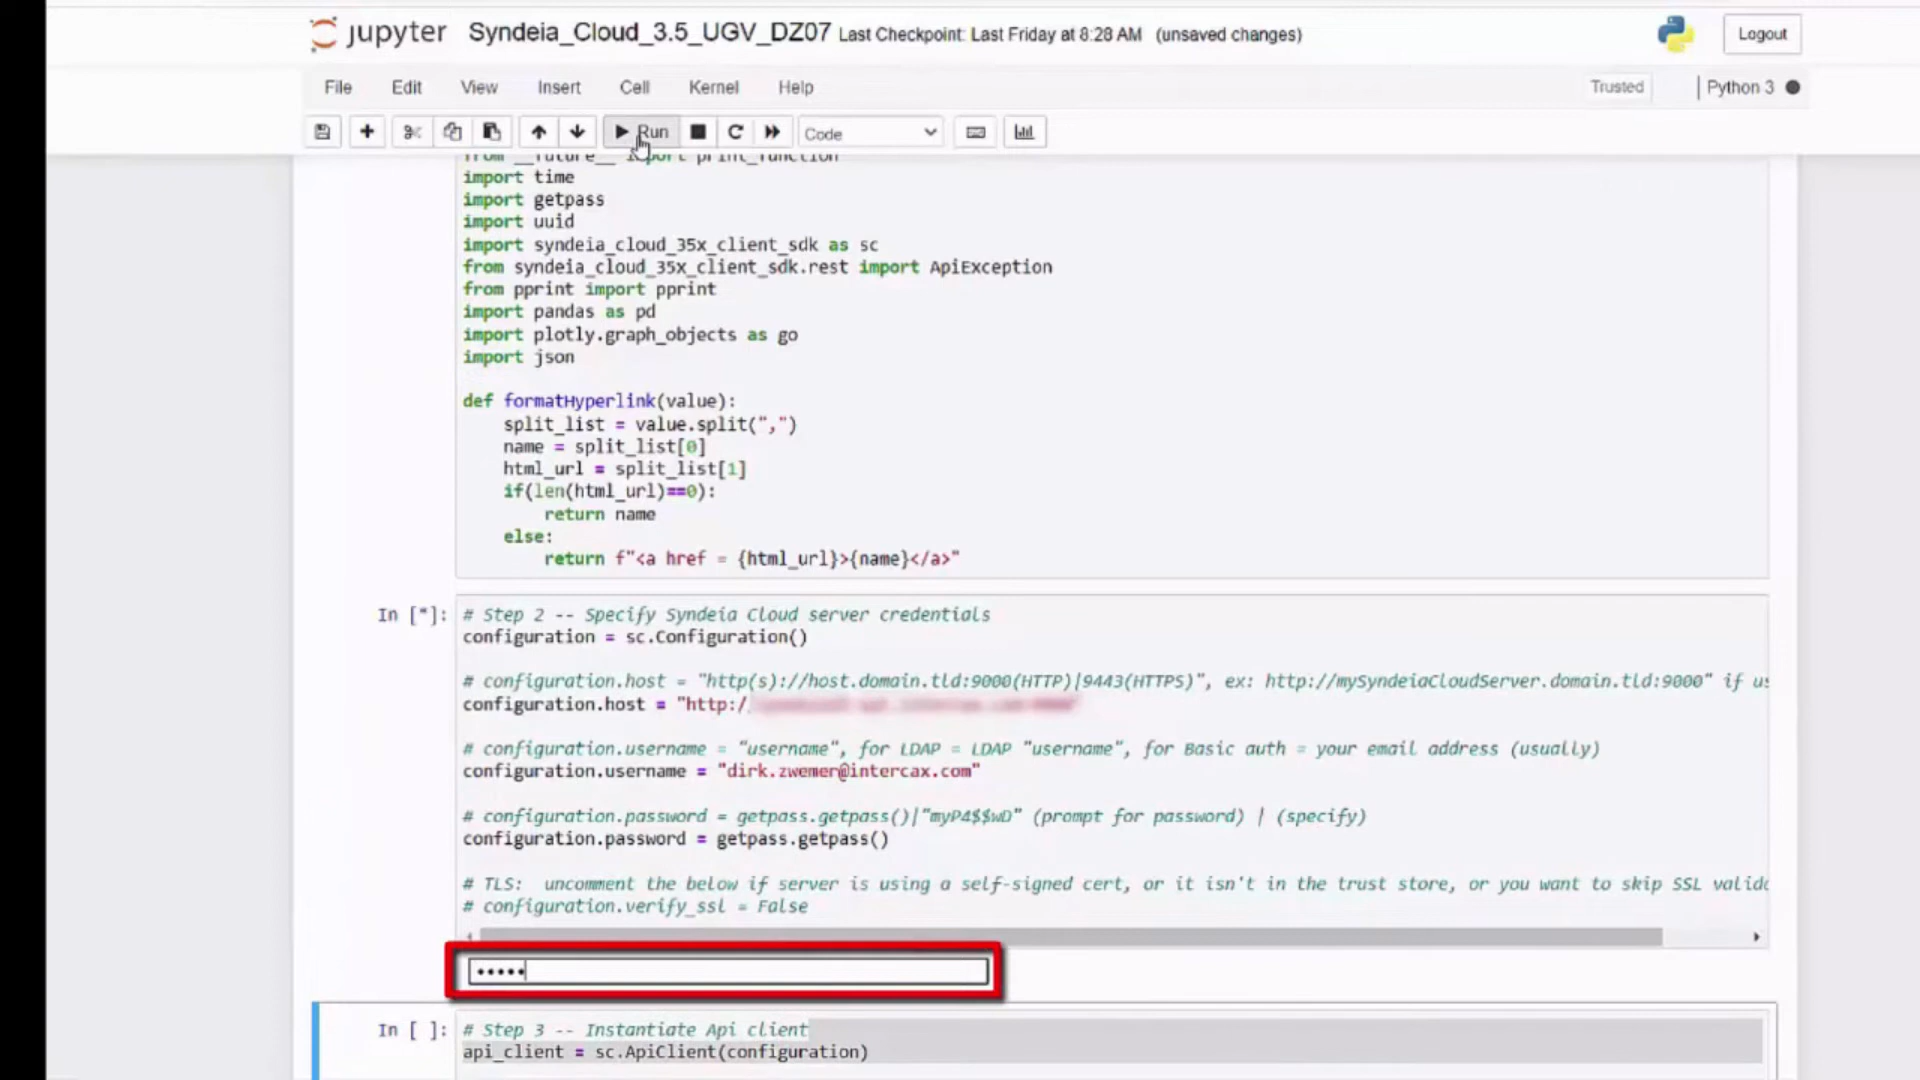 jupyter Syndeia_Cloud_3.5_UGV_DZ07 Last Checkpoint: Last Friday at 8:28 AM (unsaved changes) Logout
File Edit View Insert Cell Kernel Help Trusted Python 3
Run Code
from __future__ import print_function
import time
import getpass
import uuid
import syndeia_cloud_35x_client_sdk as sc
from syndeia_cloud_35x_client_sdk.rest import ApiException
from pprint import pprint
import pandas as pd
import plotly.graph_objects as go
import json
def formatHyperlink(value):
split_list = value.split(",")
name = split_list[0]
html_url = split_list[1]
if(len(html_url)==0):
return name
else:
return f"<a href = {html_url}>{name}</a>"
In [*]: # Step 2 -- Specify Syndeia Cloud server credentials
configuration = sc.Configuration()
# configuration.host = "http(s)://host.domain.tld:9000(HTTP)|9443(HTTPS)", ex: http://mySyndeiaCloudServer.domain.tld:9000" if us
configuration.host = "http:/
# configuration.username = "username", for LDAP = LDAP "username", for Basic auth = your email address (usually)
configuration.username = "dirk.zwemer@intercax.com"
# configuration.password = getpass.getpass()|"myP4$$wD" (prompt for password) | (specify)
configuration.password = getpass.getpass()
# TLS: uncomment the below if server is using a self-signed cert, or it isn't in the trust store, or you want to skip SSL valida
# configuration.verify_ssl = False
•••••
In [ ]: # Step 3 -- Instantiate Api client
api_client = sc.ApiClient(configuration)